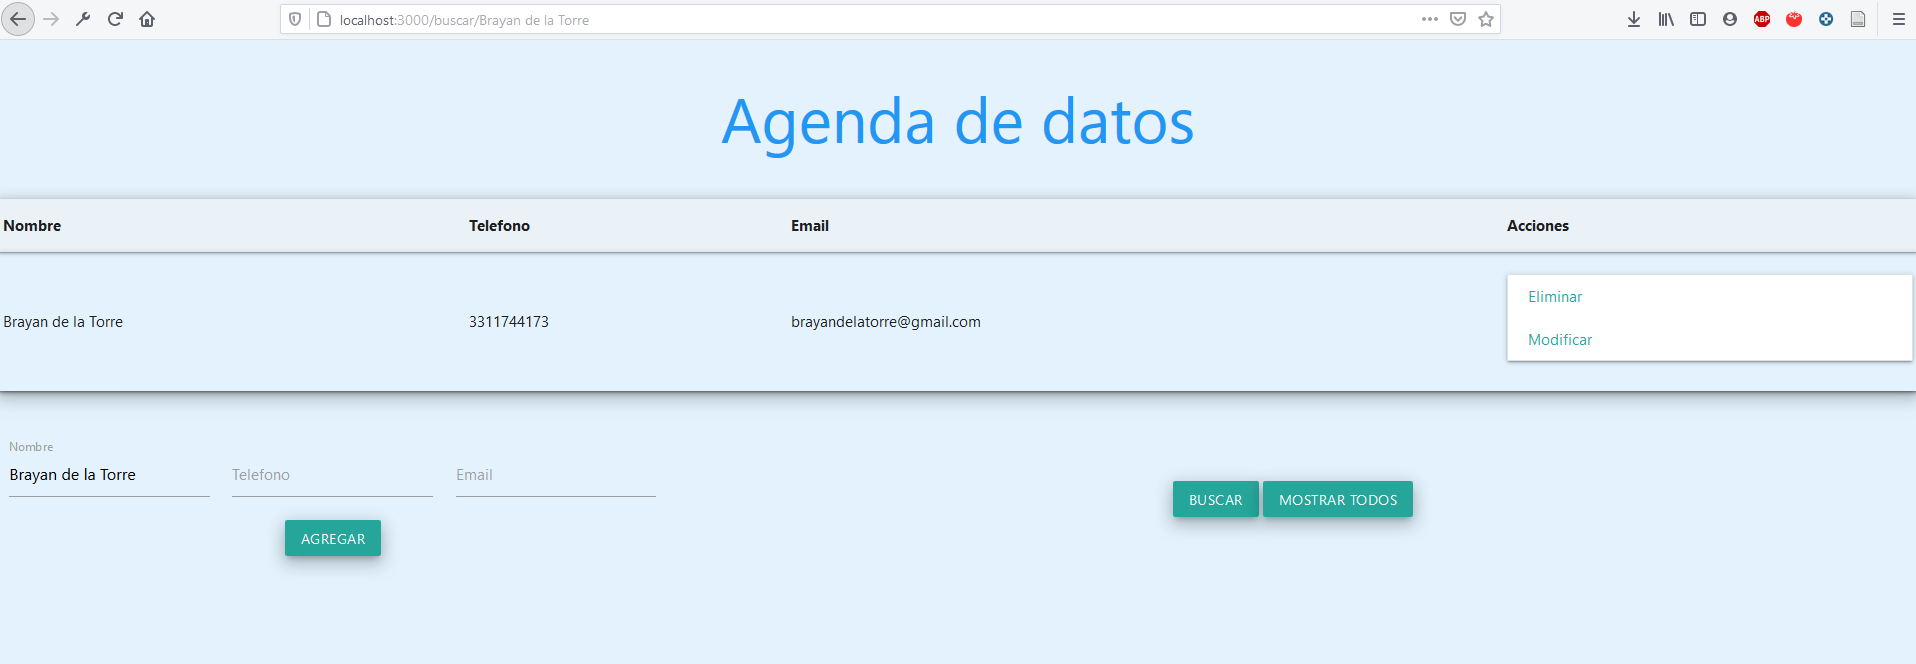 localhost:3000/buscar/Brayan de la Torre
ABP
Agenda de datos
Nombre Telefono Email Acciones
Brayan de la Torre 3311744173 brayandelatorre@gmail.com
Eliminar
Modificar
Nombre
Brayan de la Torre Telefono Email
BUSCAR MOSTRAR TODOS
AGREGAR